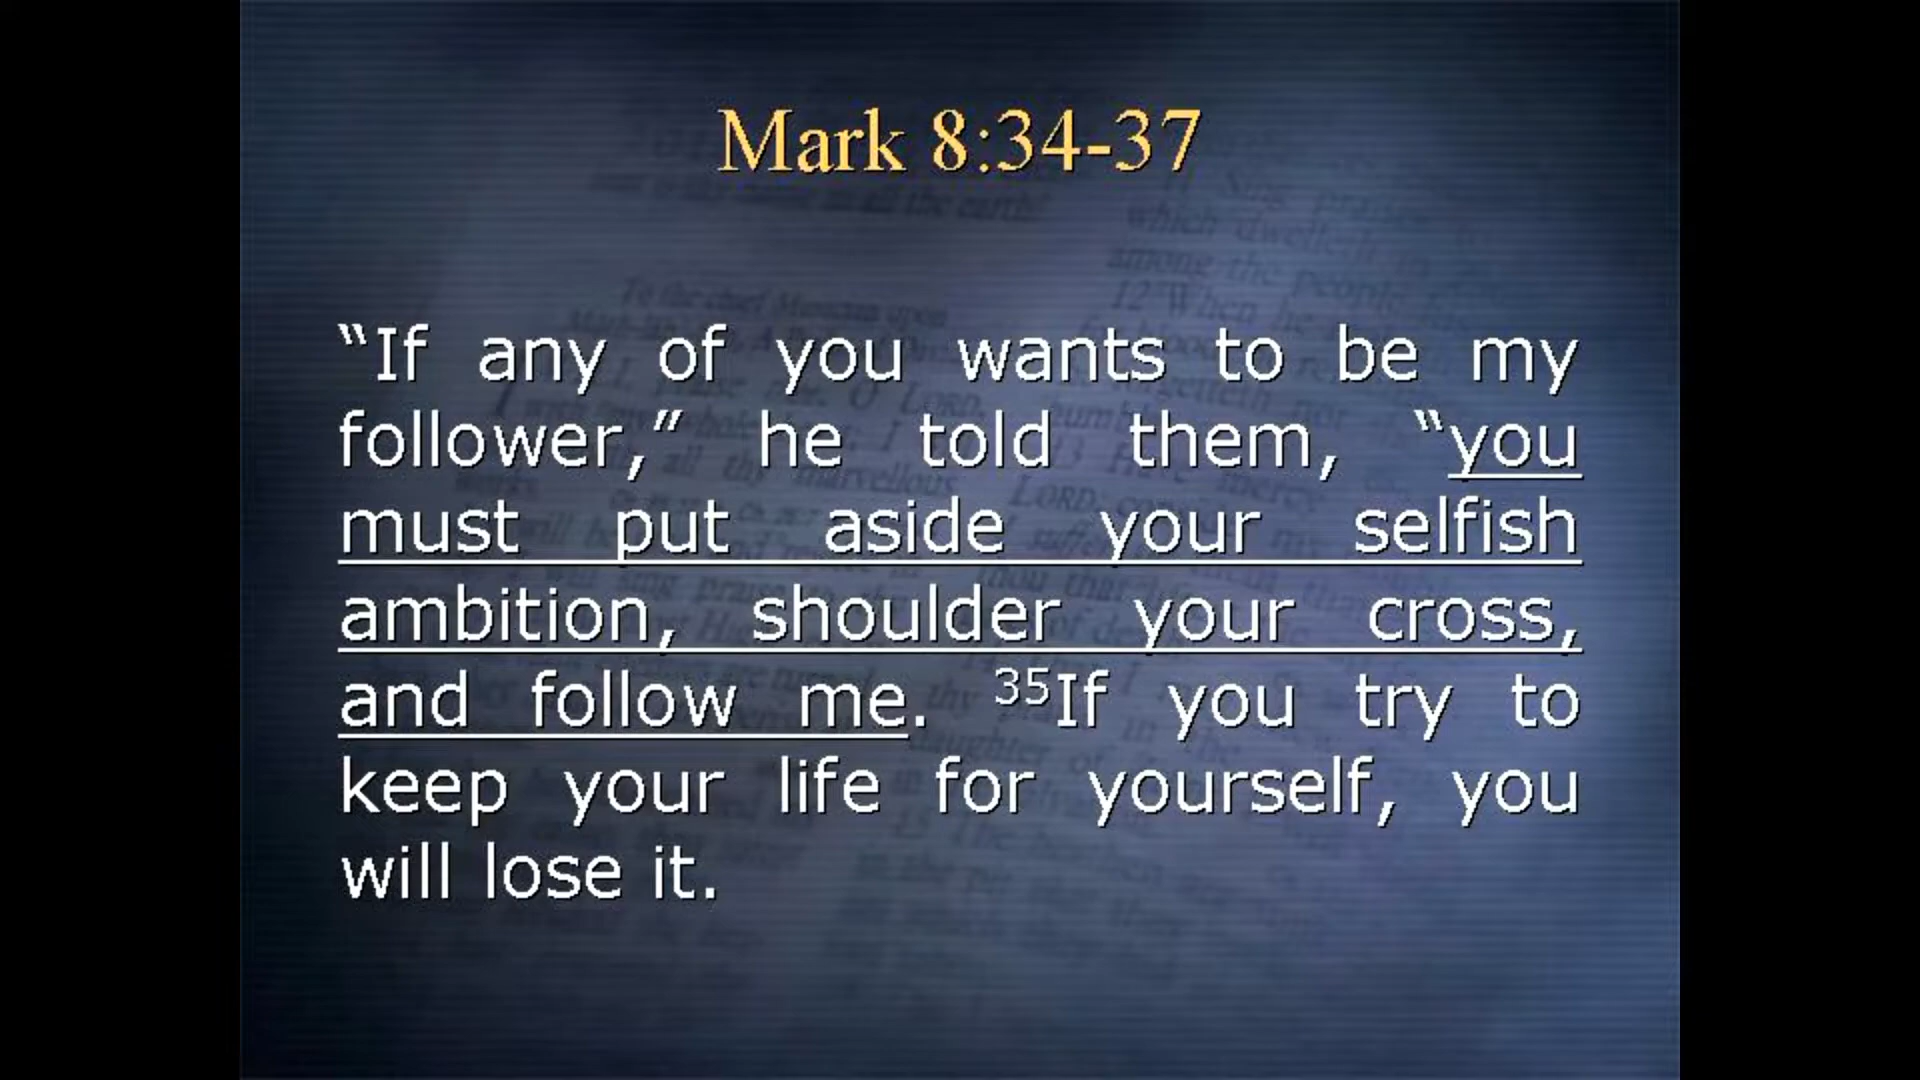 Mark 8:34-37
“If any of you wants to be my
follower,” he told them, “you
must put aside your selfish
ambition, shoulder your cross,
and follow me. ³⁵If you try to
keep your life for yourself, you
will lose it.